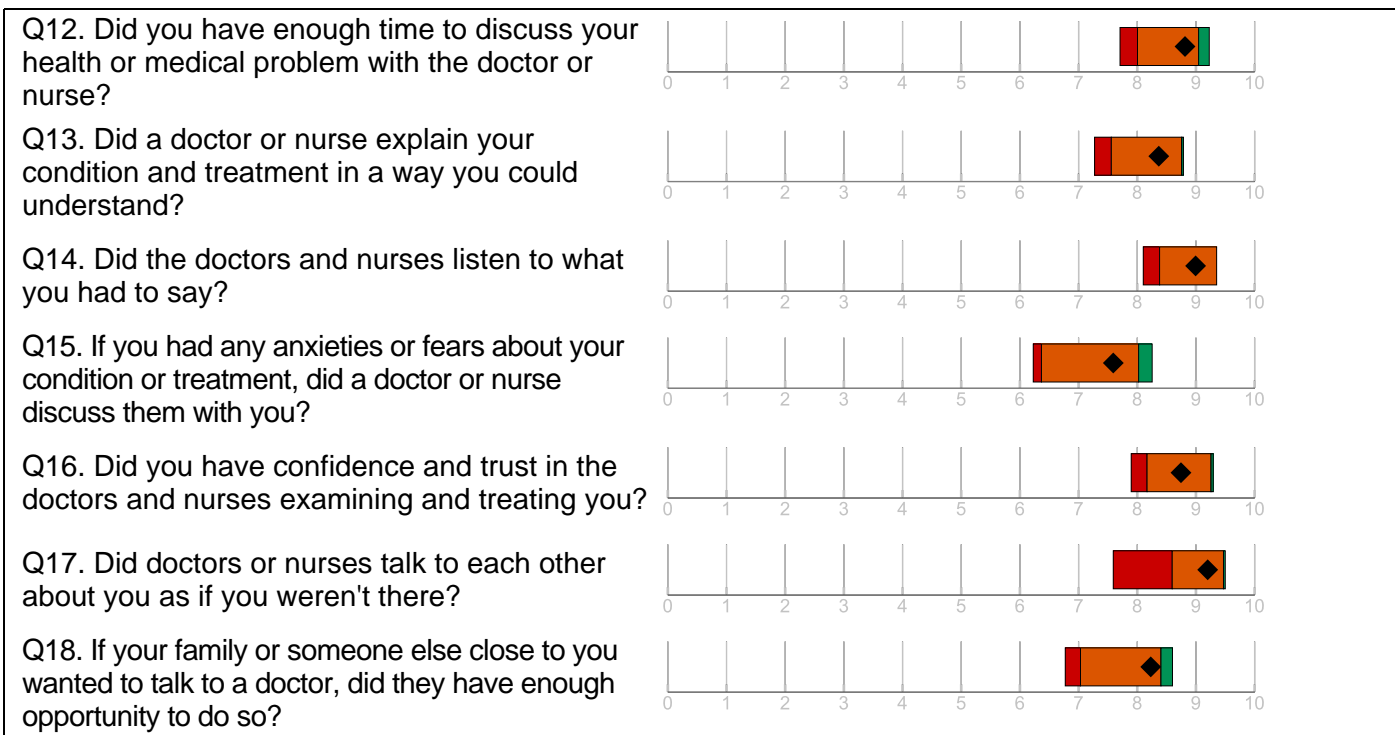 Q12. Did you have enough time to discuss your
health or medical problem with the doctor or
nurse?
0 1 2 3 4 5 6 7 8 9 10
Q13. Did a doctor or nurse explain your
condition and treatment in a way you could
understand?
0 1 2 3 4 5 6 7 8 9 10
Q14. Did the doctors and nurses listen to what
you had to say?
0 1 2 3 4 5 6 7 8 9 10
Q15. If you had any anxieties or fears about your
condition or treatment, did a doctor or nurse
discuss them with you?
0 1 2 3 4 5 6 7 8 9 10
Q16. Did you have confidence and trust in the
doctors and nurses examining and treating you?
0 1 2 3 4 5 6 7 8 9 10
Q17. Did doctors or nurses talk to each other
about you as if you weren't there?
0 1 2 3 4 5 6 7 8 9 10
Q18. If your family or someone else close to you
wanted to talk to a doctor, did they have enough
opportunity to do so?
0 1 2 3 4 5 6 7 8 9 10